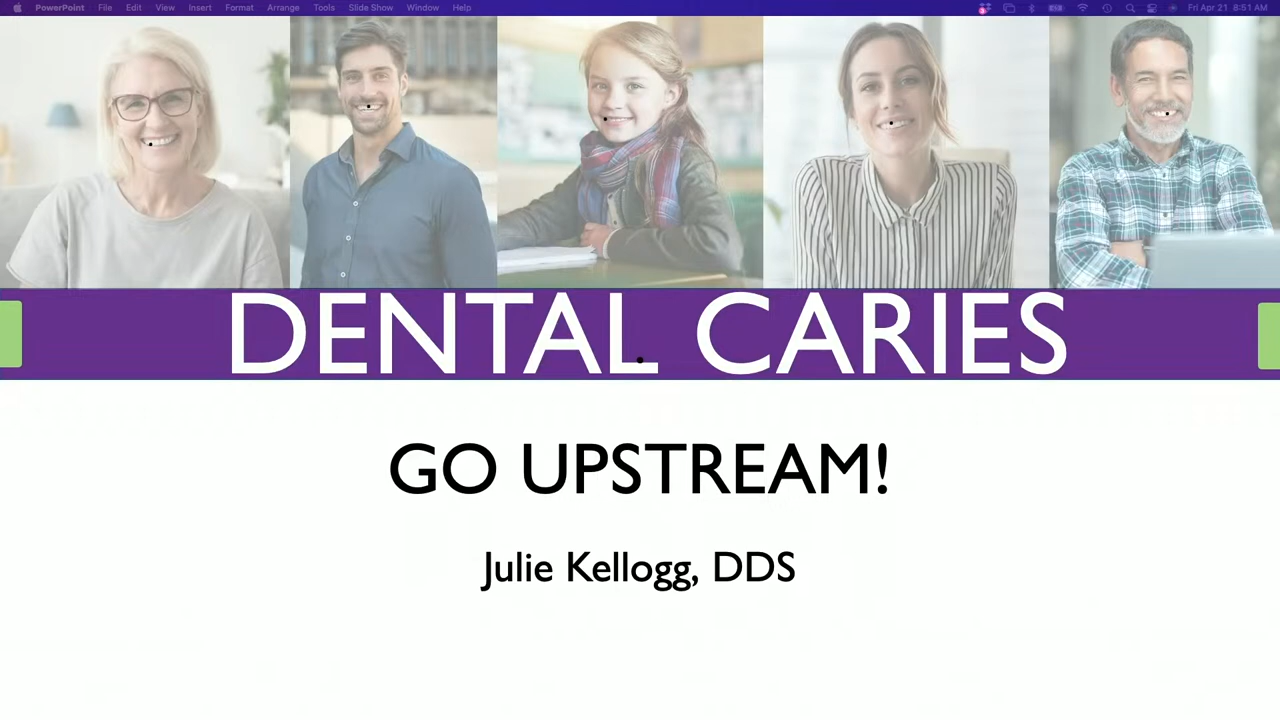 PowerPoint File Edit View Insert Format Arrange Tools Slide Show Window Help Fri Apr 21 8:51 AM
DENTAL CARIES
GO UPSTREAM!
Julie Kellogg, DDS